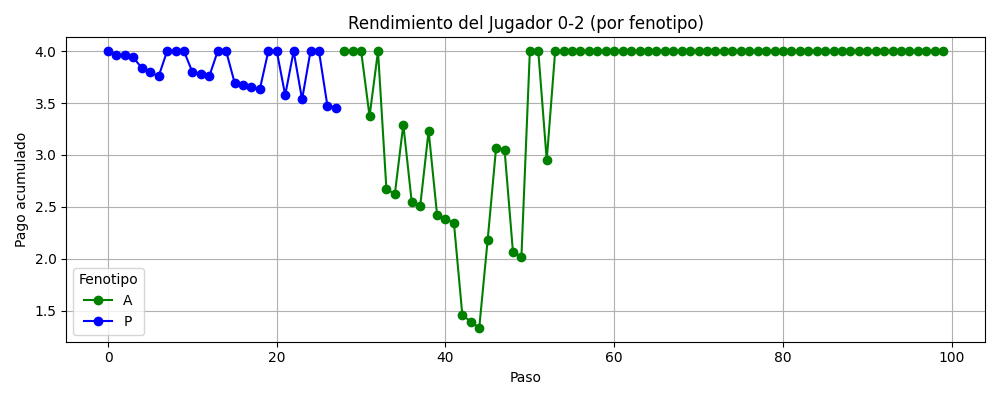 Rendimiento del Jugador 0-2 (por fenotipo)
Pago acumulado
4.0
3.5
3.0
2.5
2.0
1.5
Fenotipo
A
P
0 20 40 60 80 100
Paso